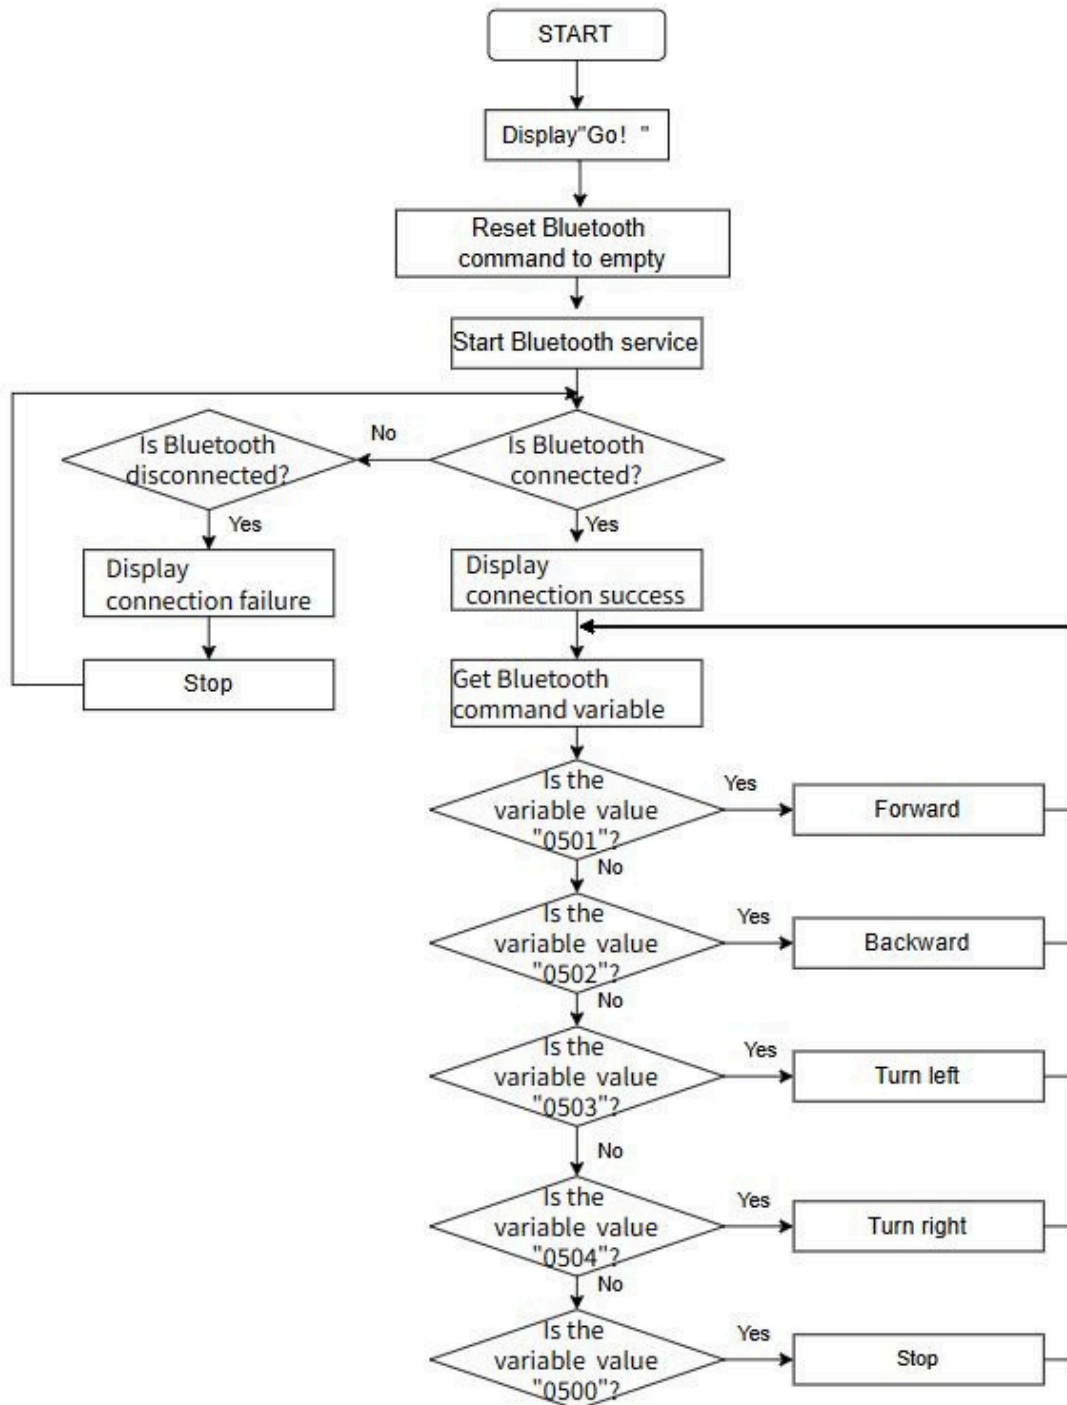 START
Display"Go! "
Reset Bluetooth
command to empty
Start Bluetooth service
Is Bluetooth
disconnected?
No
Is Bluetooth
connected?
Yes
Yes
Display
connection failure
Display
connection success
Stop
Get Bluetooth
command variable
Is the
variable value
"0501"?
Yes
Forward
No
Is the
variable value
"0502"?
Yes
Backward
No
Is the
variable value
"0503"?
Yes
Turn left
No
Is the
variable value
"0504"?
Yes
Turn right
No
Is the
variable value
"0500"?
Yes
Stop